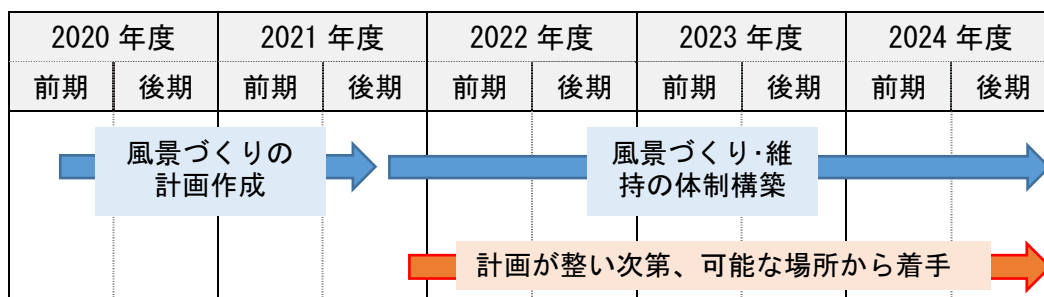 2020 年度 2021 年度 2022 年度 2023 年度 2024 年度
前期 後期 前期 後期 前期 後期 前期 後期 前期 後期
風景づくりの
計画作成
風景づくり・維
持の体制構築
計画が整い次第、可能な場所から着手